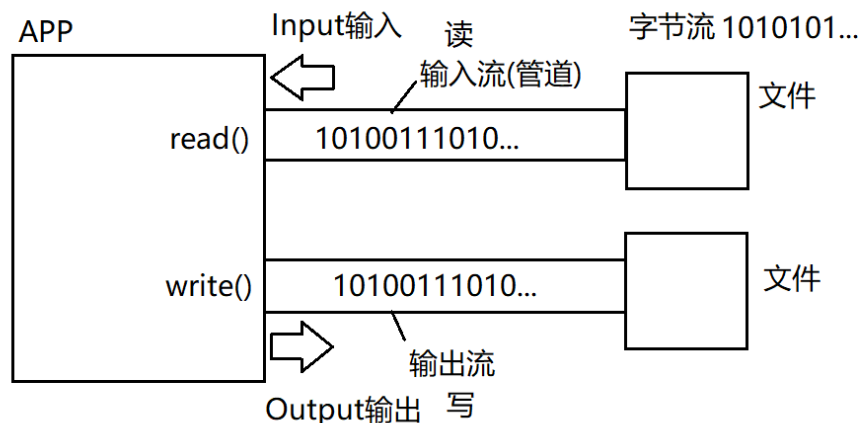 APP
Input输入
读
字节流 1010101...
输入流(管道)
文件
read()
10100111010...
write()
10100111010...
文件
输出流
Output输出
写